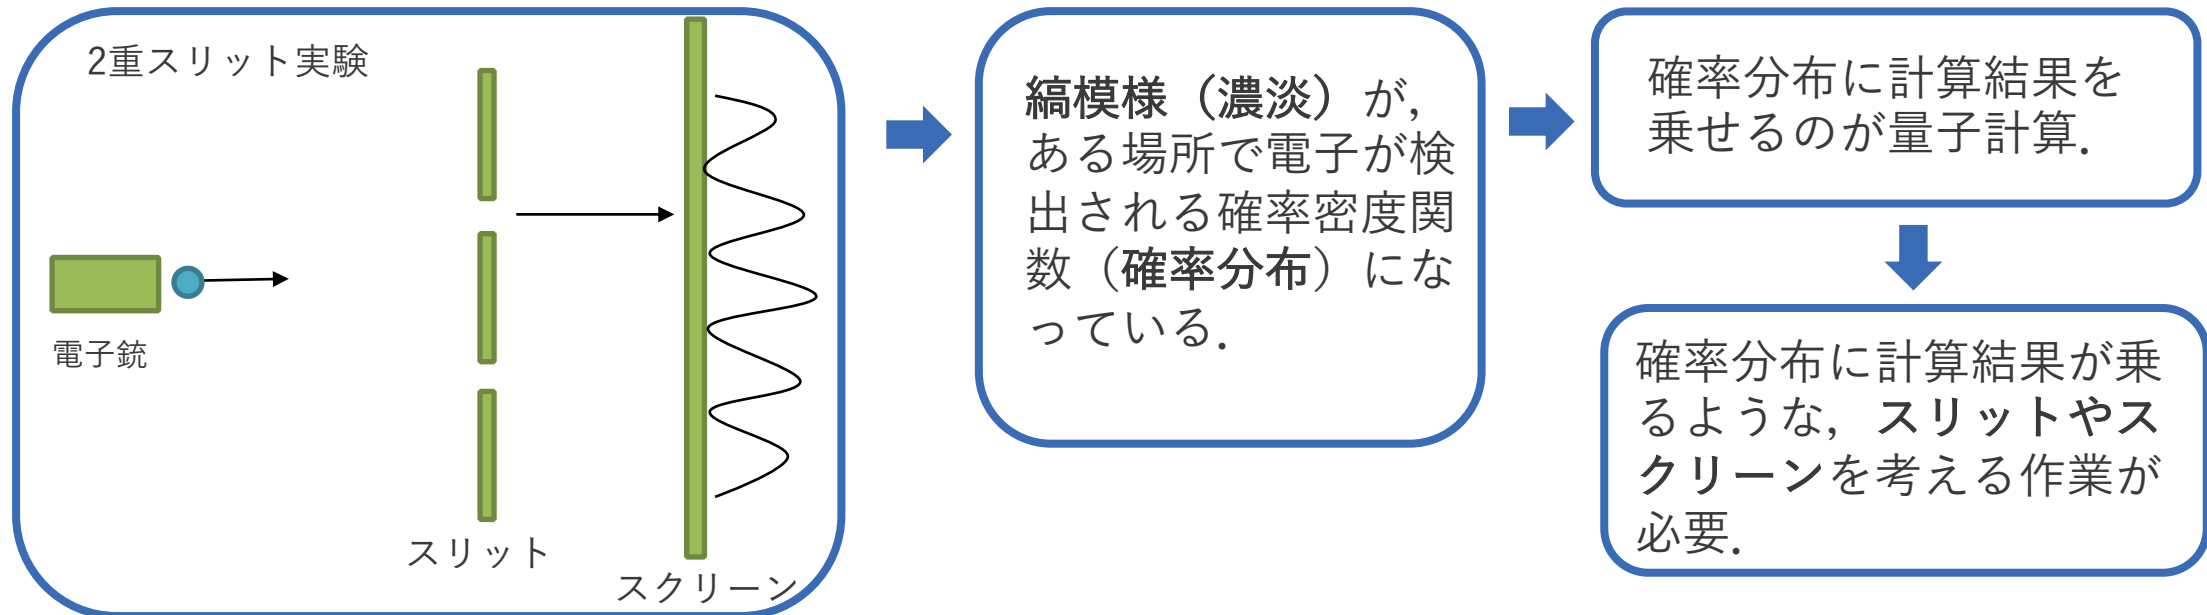 2重スリット実験
電子銃
スリット
スクリーン
縞模様（濃淡）が，
ある場所で電子が検
出される確率密度関
数（確率分布）にな
っている．
確率分布に計算結果を
乗せるのが量子計算．
確率分布に計算結果が乗
るような，スリットやス
クリーンを考える作業が
必要．